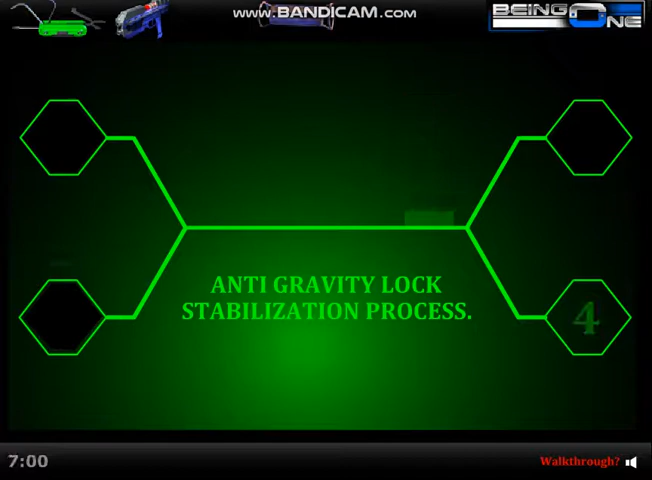 www.BANDICAM.com
BEING ONE
ANTI GRAVITY LOCK
STABILIZATION PROCESS.
4
7:00
Walkthrough?